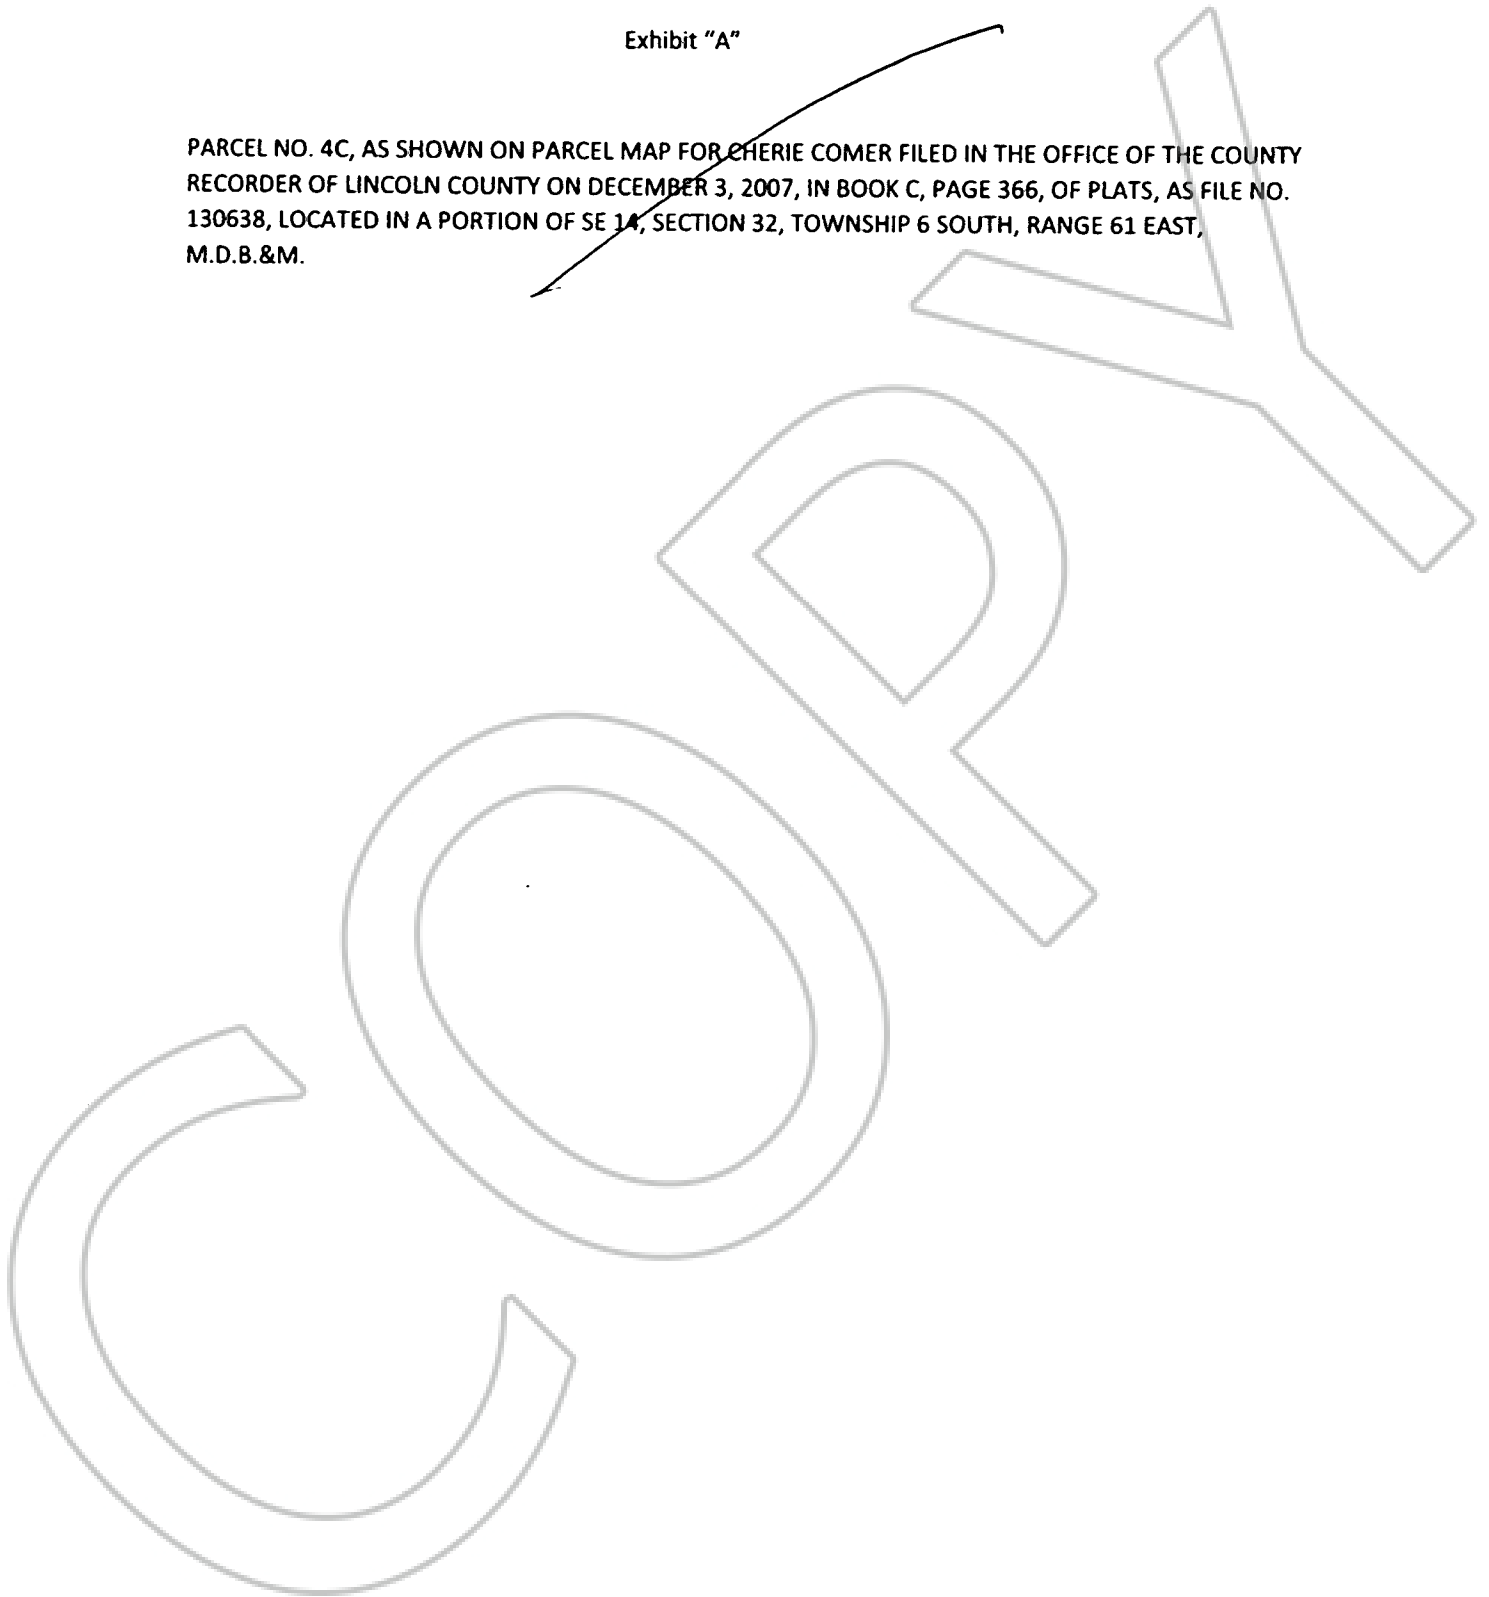 Exhibit “A”
PARCEL NO. 4C, AS SHOWN ON PARCEL MAP FOR CHERIE COMER FILED IN THE OFFICE OF THE COUNTY
RECORDER OF LINCOLN COUNTY ON DECEMBER 3, 2007, IN BOOK C, PAGE 366, OF PLATS, AS FILE NO.
130638, LOCATED IN A PORTION OF SE 14, SECTION 32, TOWNSHIP 6 SOUTH, RANGE 61 EAST,
M.D.B.&M.
COPY